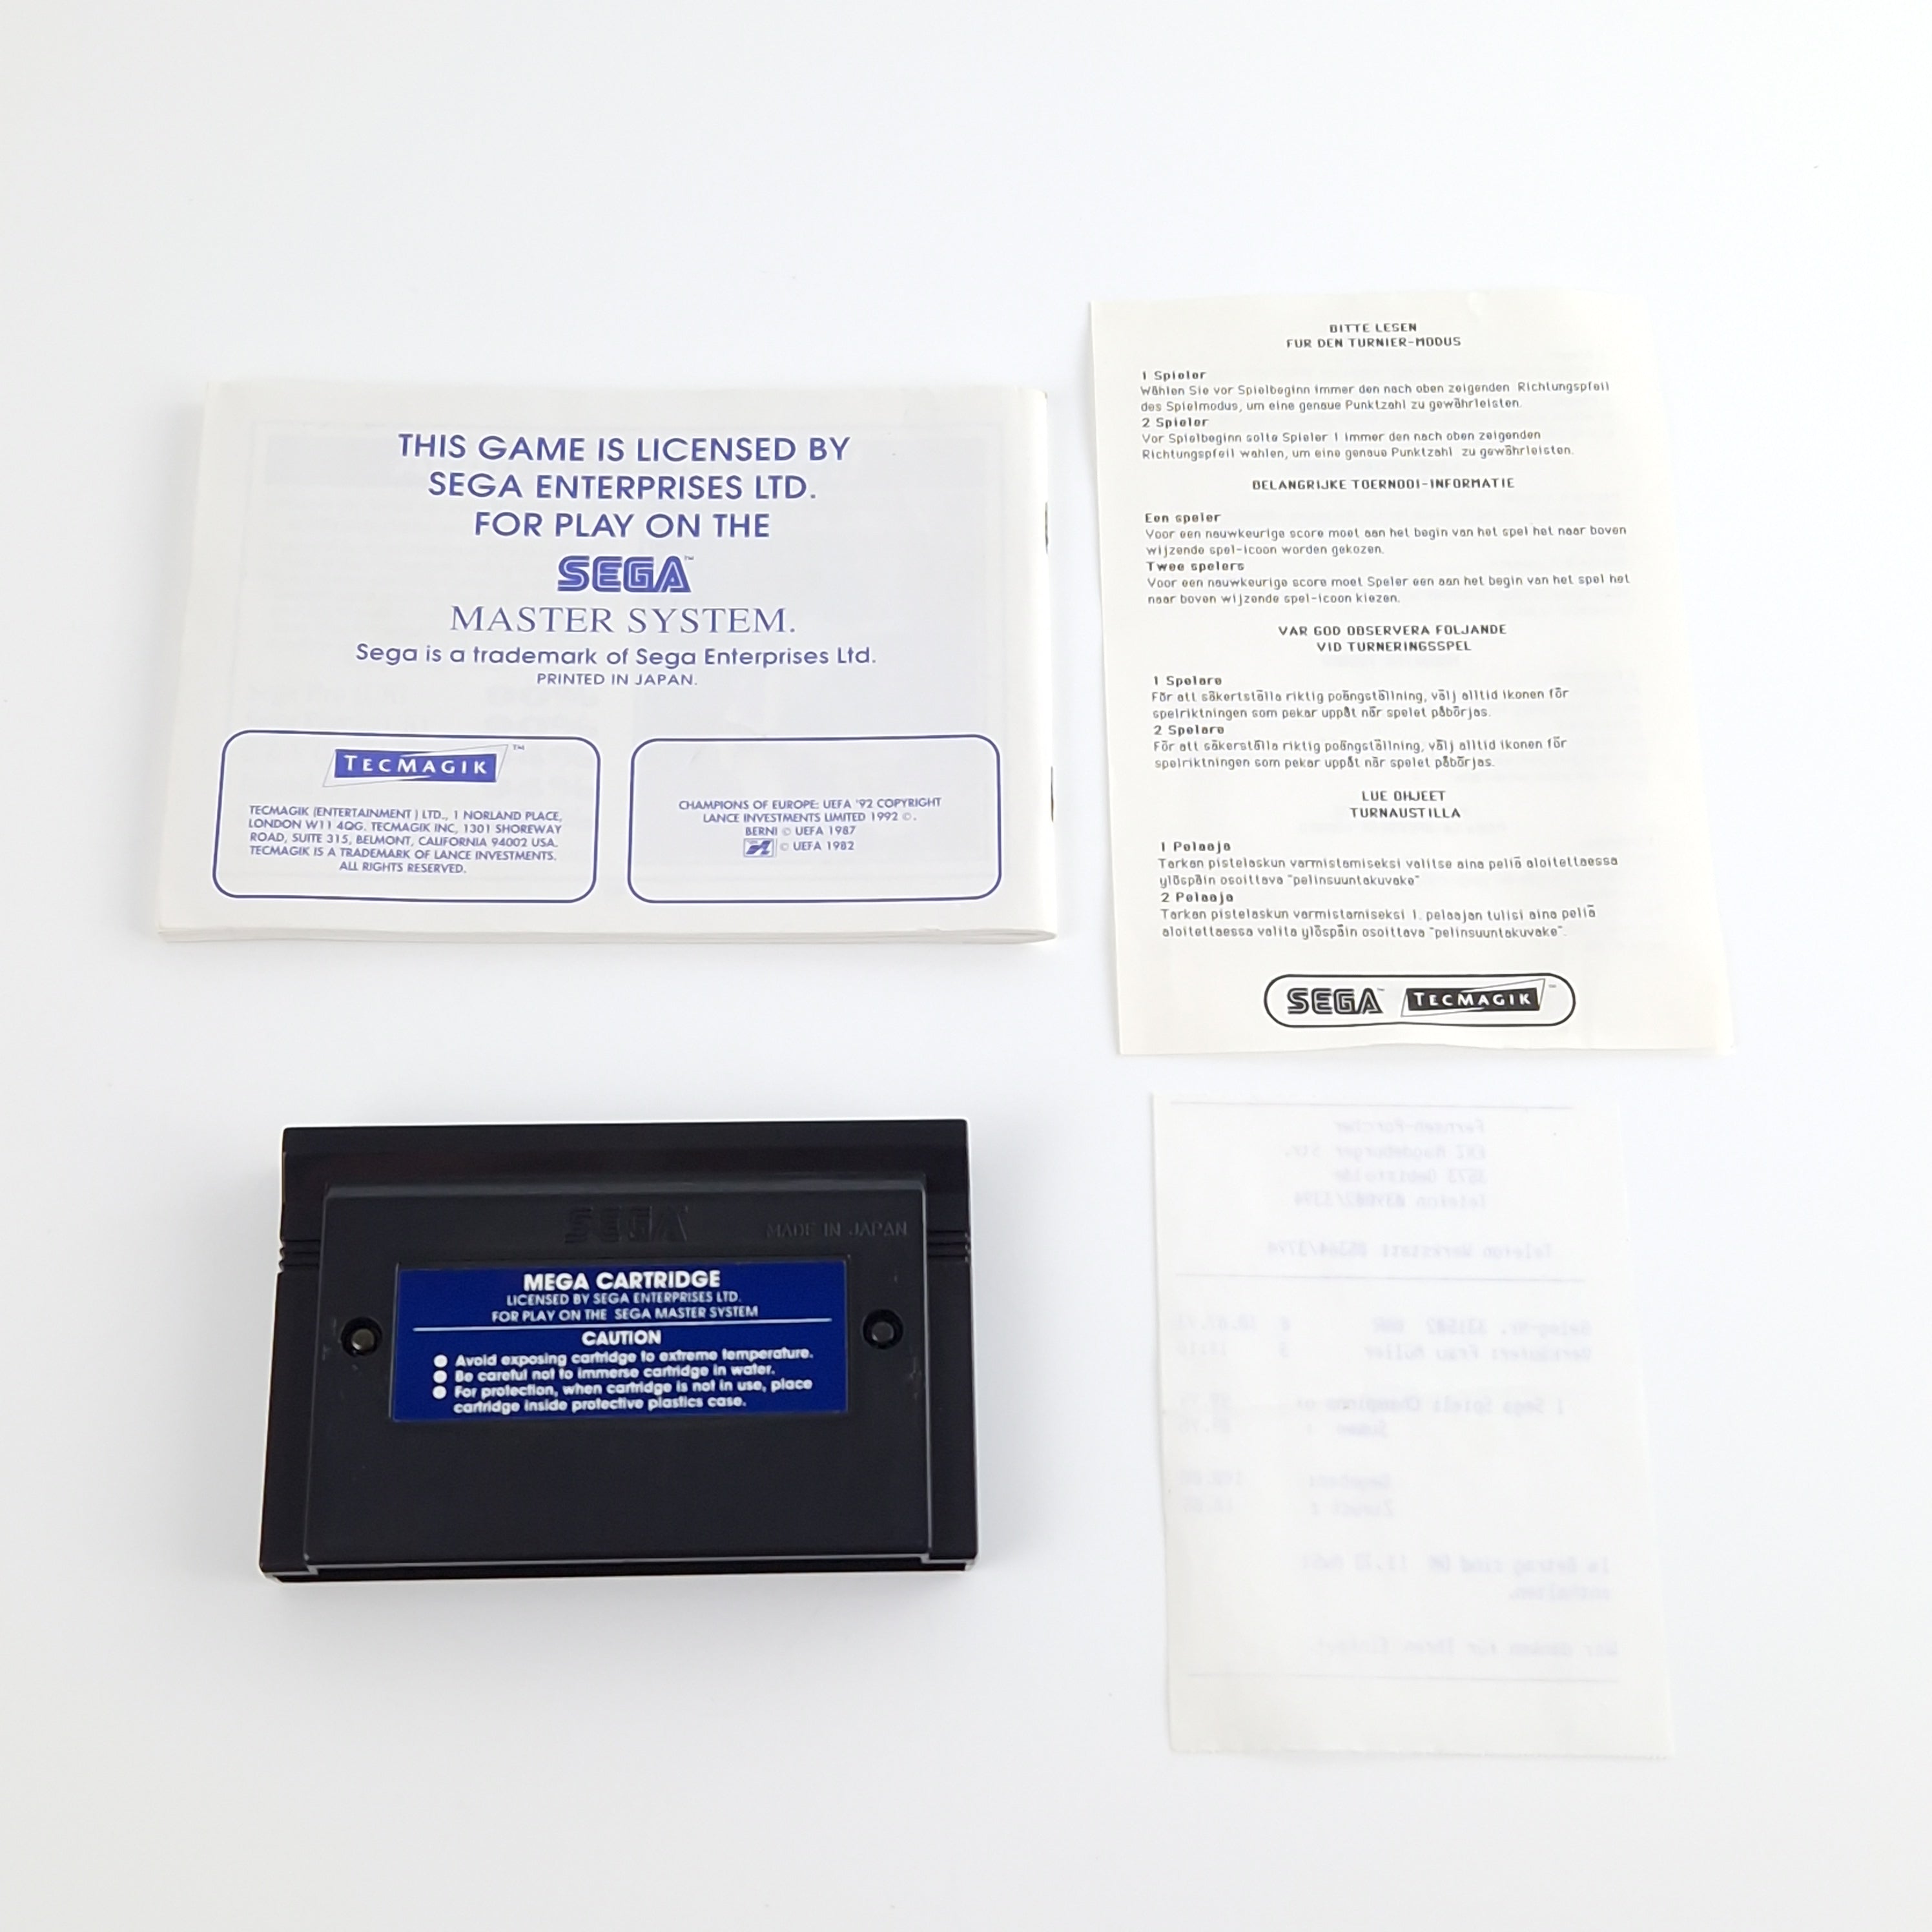 THIS GAME IS LICENSED BY
SEGA ENTERPRISES LTD.
FOR PLAY ON THE
SEGA™
MASTER SYSTEM.
Sega is a trademark of Sega Enterprises Ltd.
PRINTED IN JAPAN.
TECMAGIK™
TECMAGIK (ENTERTAINMENT ) LTD., 1 NORLAND PLACE,
LONDON W11 4QG. TECMAGIK INC, 1301 SHOREWAY
ROAD, SUITE 315, BELMONT, CALIFORNIA 94002 USA.
TECMAGIK IS A TRADEMARK OF LANCE INVESTMENTS.
ALL RIGHTS RESERVED.
CHAMPIONS OF EUROPE: UEFA '92 COPYRIGHT
LANCE INVESTMENTS LIMITED 1992 ©.
BERNI © UEFA 1987
© UEFA 1982
BITTE LESEN
FUR DEN TURNIER-MODUS
1 Spieler
Wählen Sie vor Spielbeginn immer den nach oben zeigenden Richtungspfeil
des Spielmodus, um eine genaue Punktzahl zu gewährleisten.
2 Spieler
Vor Spielbeginn solte Spieler 1 immer den nach oben zeigenden
Richtungspfeil wahlen, um eine genaue Punktzahl zu gewährleisten.
BELANGRIJKE TOERNOOI-INFORMATIE
Een speler
Voor een nauwkeurige score moet aan het begin van het spel het naar boven
wijzende spel-icoon worden gekozen.
Twee spelers
Voor een nauwkeurige score moet Speler een aan het begin van het spel het
naar boven wijzende spel-icoon kiezen.
VAR GOD OBSERVERA FOLJANDE
VID TURNERINGSSPEL
1 Spelare
För att säkertställa riktig poängställning, välj alltid ikonen för
spelriktningen som pekar uppåt när spelet påbörjas.
2 Spelare
För att säkerställa riktig poängställning, välj alltid ikonen för
spelriktningen som pekar uppåt när spelet påbörjas.
LUE OHJEET
TURNAUSTILLA
1 Pelaaja
Tarkan pistelaskun varmistamiseksi valitse aina peliä aloitettaessa
ylöspäin osoittava "pelinsuuntakuvake"
2 Pelaaja
Tarkan pistelaskun varmistamiseksi 1. pelaajan tulisi aina peliä
aloitettaessa valita ylöspäin osoittava "pelinsuuntakuvake".
SEGA™ TECMAGIK™
SEGA
MADE IN JAPAN
MEGA CARTRIDGE
LICENSED BY SEGA ENTERPRISES LTD.
FOR PLAY ON THE SEGA MASTER SYSTEM
CAUTION
● Avoid exposing cartridge to extreme temperature.
● Be careful not to immerse cartridge in water.
● For protection, when cartridge is not in use, place
cartridge inside protective plastics case.